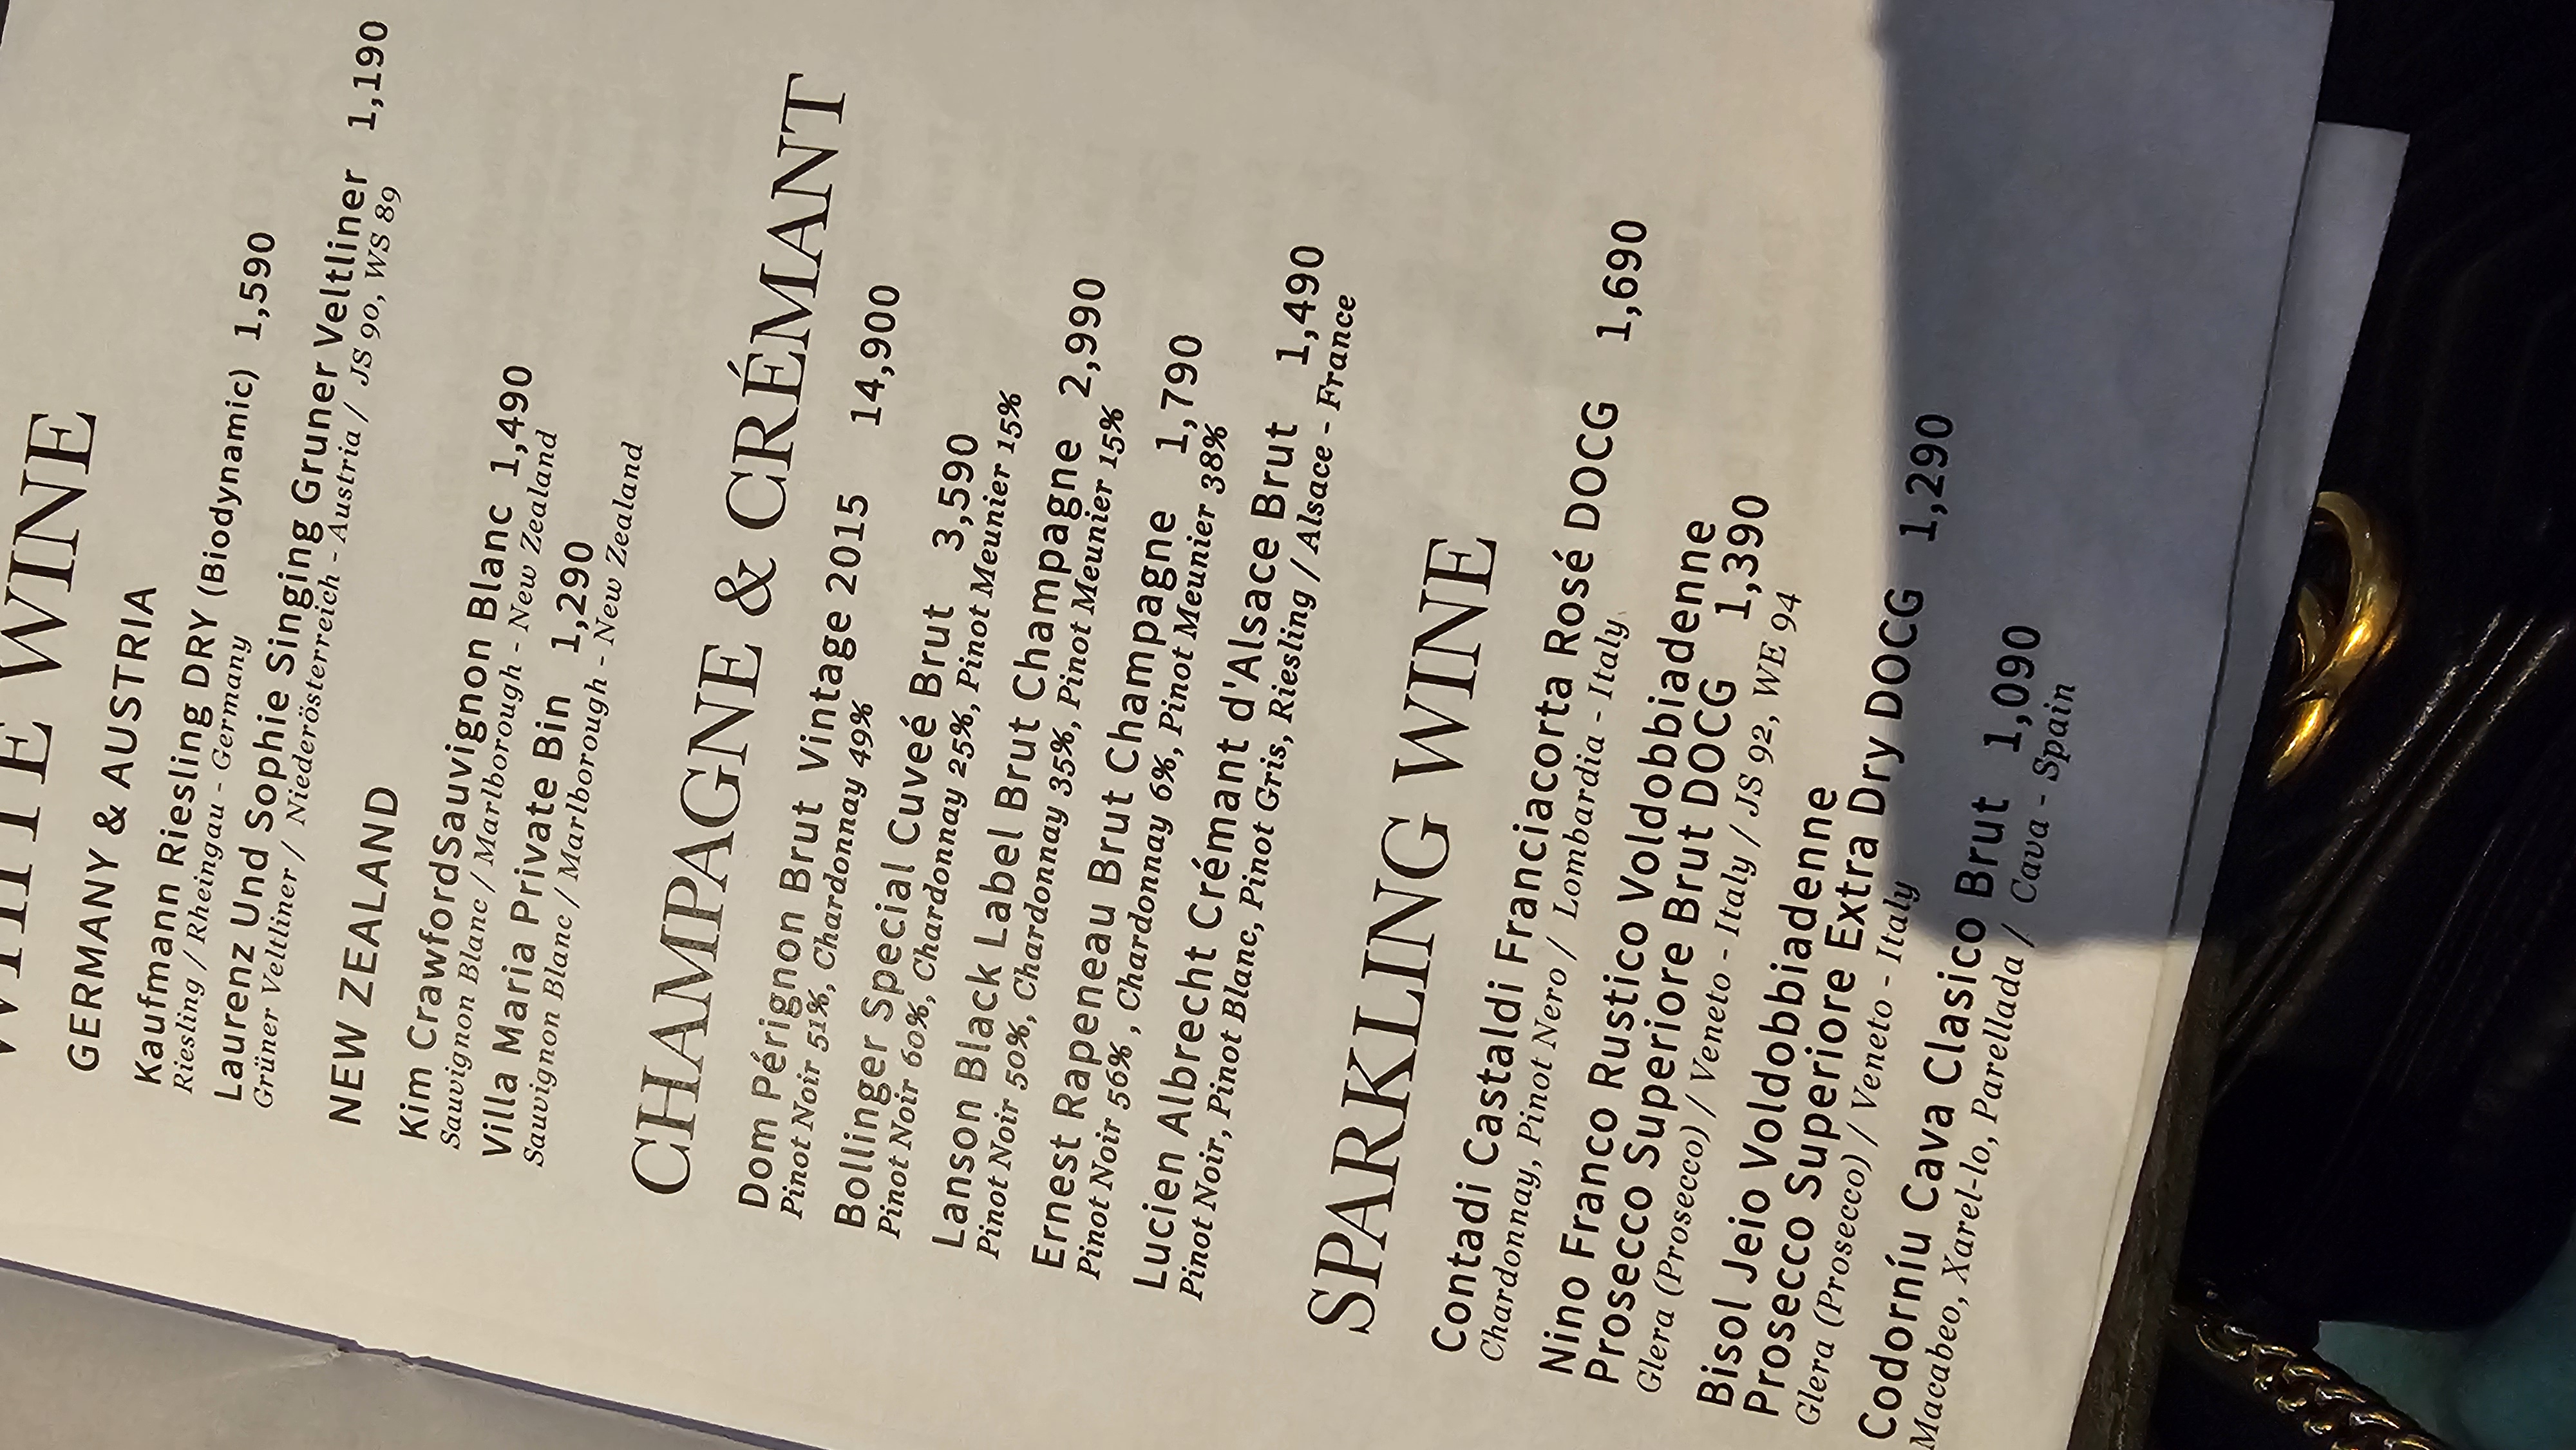 WHITE WINE
GERMANY & AUSTRIA
Kaufmann Riesling DRY (Biodynamic) 1,590
Riesling / Rheingau - Germany
Laurenz Und Sophie Singing Gruner Veltliner 1,190
Grüner Veltliner / Niederösterreich - Austria / JS 90, WS 89
NEW ZEALAND
Kim CrawfordSauvignon Blanc 1,490
Sauvignon Blanc / Marlborough - New Zealand
Villa Maria Private Bin 1,290
Sauvignon Blanc / Marlborough - New Zealand
CHAMPAGNE & CRÉMANT
Dom Pérignon Brut Vintage 2015 14,900
Pinot Noir 51%, Chardonnay 49%
Bollinger Special Cuveé Brut 3,590
Pinot Noir 60%, Chardonnay 25%, Pinot Meunier 15%
Lanson Black Label Brut Champagne 2,990
Pinot Noir 50%, Chardonnay 35%, Pinot Meunier 15%
Ernest Rapeneau Brut Champagne 1,790
Pinot Noir 56% , Chardonnay 6%, Pinot Meunier 38%
Lucien Albrecht Crémant d'Alsace Brut 1,490
Pinot Noir, Pinot Blanc, Pinot Gris, Riesling / Alsace - France
SPARKLING WINE
Contadi Castaldi Franciacorta Rosé DOCG 1,690
Chardonnay, Pinot Nero / Lombardia - Italy
Nino Franco Rustico Voldobbiadenne
Prosecco Superiore Brut DOCG 1,390
Glera (Prosecco) / Veneto - Italy / JS 92, WE 94
Bisol Jeio Voldobbiadenne
Prosecco Superiore Extra Dry DOCG 1,290
Glera (Prosecco) / Veneto - Italy
Codorníu Cava Clasico Brut 1,090
Macabeo, Xarel-lo, Parellada / Cava - Spain